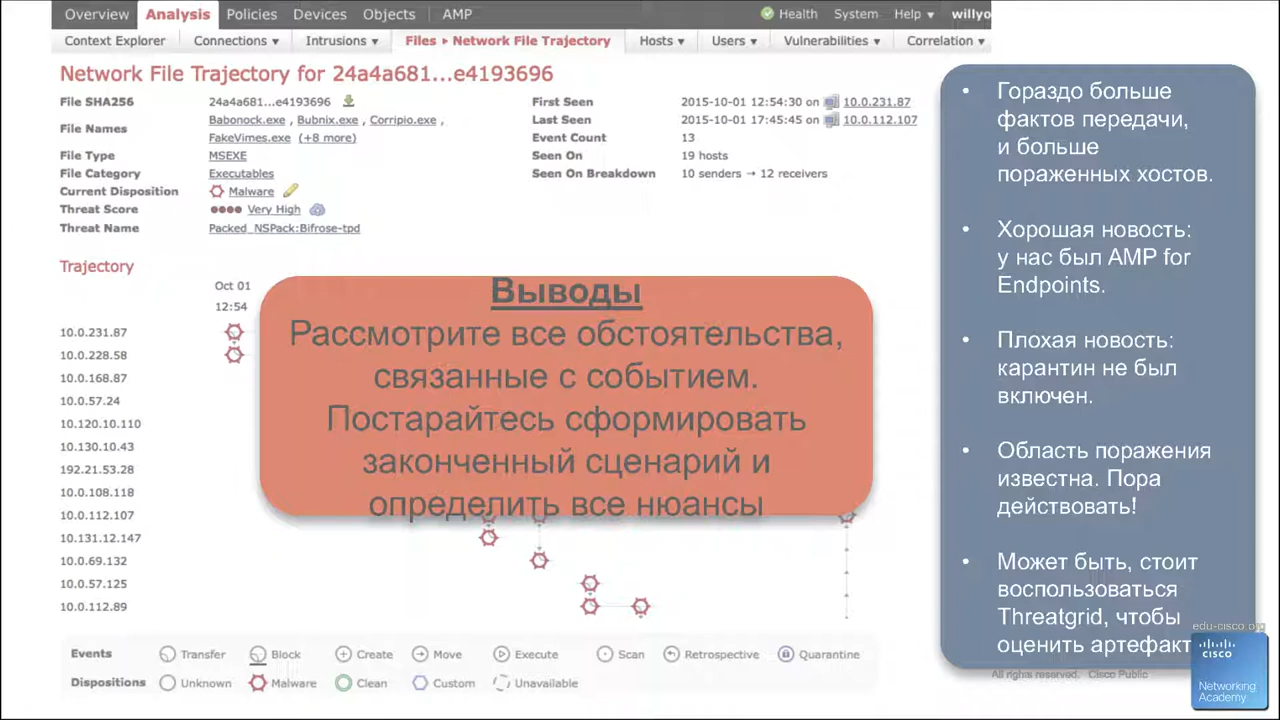 Overview Analysis Policies Devices Objects AMP Health System Help willyo
Context Explorer Connections Intrusions Files Network File Trajectory Hosts Users Vulnerabilities Correlation
Network File Trajectory for 24a4a681...e4193696
File SHA256 24a4a681...e4193696
File Names Babonock.exe , Bubnix.exe , Corripio.exe ,
FakeVimes.exe (+8 more)
File Type MSEXE
File Category Executables
Current Disposition Malware
Threat Score Very High
Threat Name Packed_NSPack:Bifrose-tpd
First Seen 2015-10-01 12:54:30 on 10.0.231.87
Last Seen 2015-10-01 17:45:45 on 10.0.112.107
Event Count 13
Seen On 19 hosts
Seen On Breakdown 10 senders → 12 receivers
Trajectory
Oct 01
12:54
10.0.231.87
10.0.228.58
10.0.168.87
10.0.57.24
10.120.10.110
10.130.10.43
192.21.53.28
10.0.108.118
10.0.112.107
10.131.12.147
10.0.69.132
10.0.57.125
10.0.112.89
Выводы
Рассмотрите все обстоятельства,
связанные с событием.
Постарайтесь сформировать
законченный сценарий и
определить все нюансы
Events Transfer Block Create Move Execute Scan Retrospective Quarantine
Dispositions Unknown Malware Clean Custom Unavailable
• Гораздо больше
фактов передачи,
и больше
пораженных хостов.
• Хорошая новость:
у нас был AMP for
Endpoints.
• Плохая новость:
карантин не был
включен.
• Область поражения
известна. Пора
действовать!
• Может быть, стоит
воспользоваться
Threatgrid, чтобы
оценить артефакт
edu-cisco.org
All rights reserved. Cisco Public
CISCO
Networking
Academy